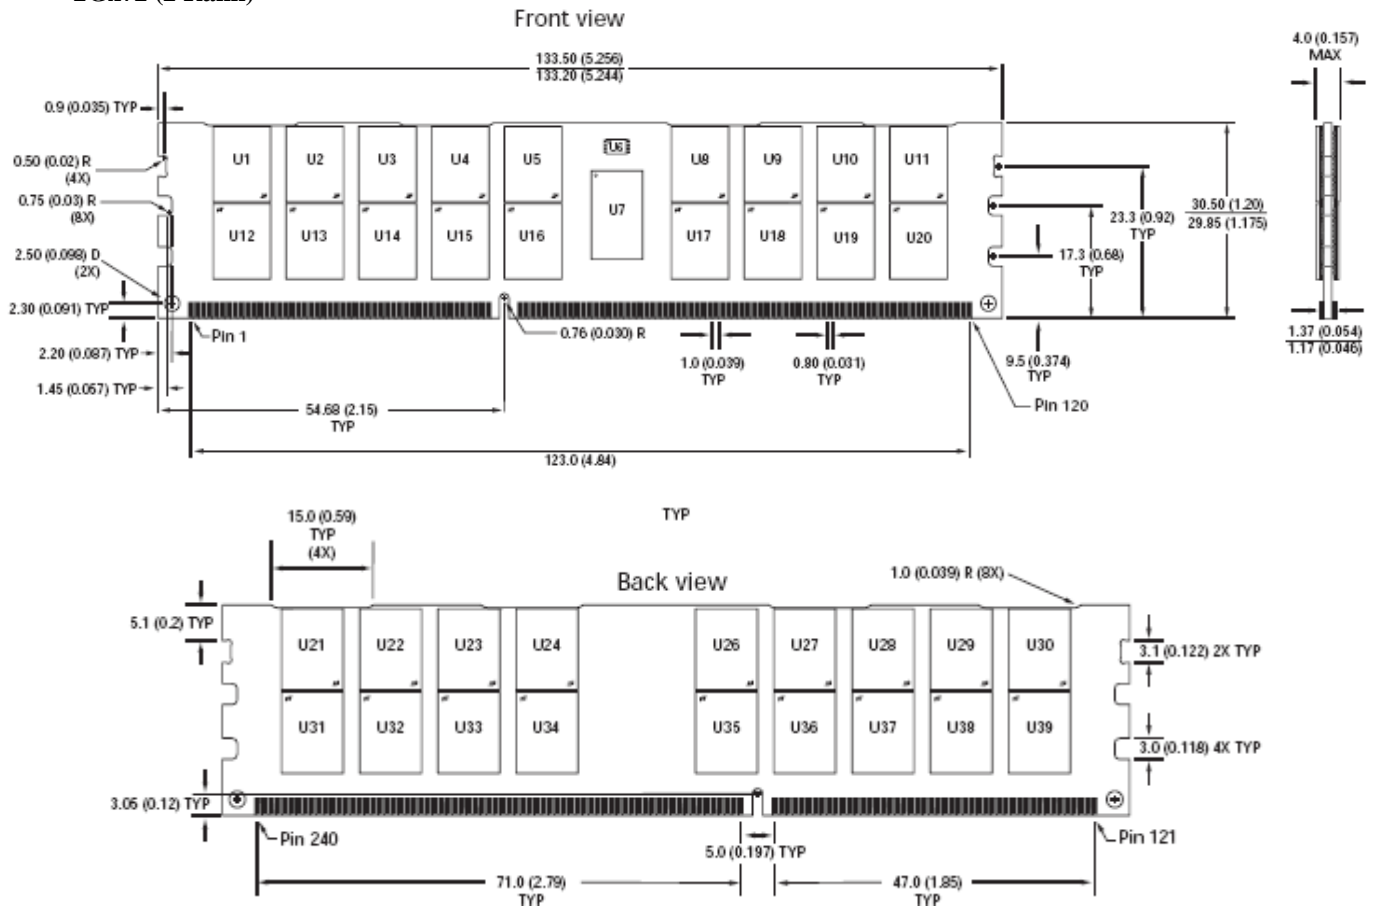 Front view
133.50 (5.256)
133.20 (5.244)
4.0 (0.157)
MAX
0.9 (0.035) TYP
0.50 (0.02) R
(4X)
0.75 (0.03) R
(8X)
2.50 (0.098) D
(2X)
2.30 (0.091) TYP
2.20 (0.087) TYP
1.45 (0.057) TYP
U1 U2 U3 U4 U5 U6 U8 U9 U10 U11
U7
U12 U13 U14 U15 U16 U17 U18 U19 U20
23.3 (0.92)
TYP
30.50 (1.20)
29.85 (1.175)
17.3 (0.68)
TYP
Pin 1
0.76 (0.030) R
1.0 (0.039)
TYP
0.80 (0.031)
TYP
9.5 (0.374)
TYP
1.37 (0.054)
1.17 (0.046)
Pin 120
54.68 (2.15)
TYP
123.0 (4.84)
TYP
15.0 (0.59)
TYP
(4X)
Back view
1.0 (0.039) R (8X)
5.1 (0.2) TYP
U21 U22 U23 U24 U26 U27 U28 U29 U30
3.1 (0.122) 2X TYP
U31 U32 U33 U34 U35 U36 U37 U38 U39
3.0 (0.118) 4X TYP
3.05 (0.12) TYP
Pin 240
5.0 (0.197) TYP
Pin 121
71.0 (2.79)
TYP
47.0 (1.85)
TYP